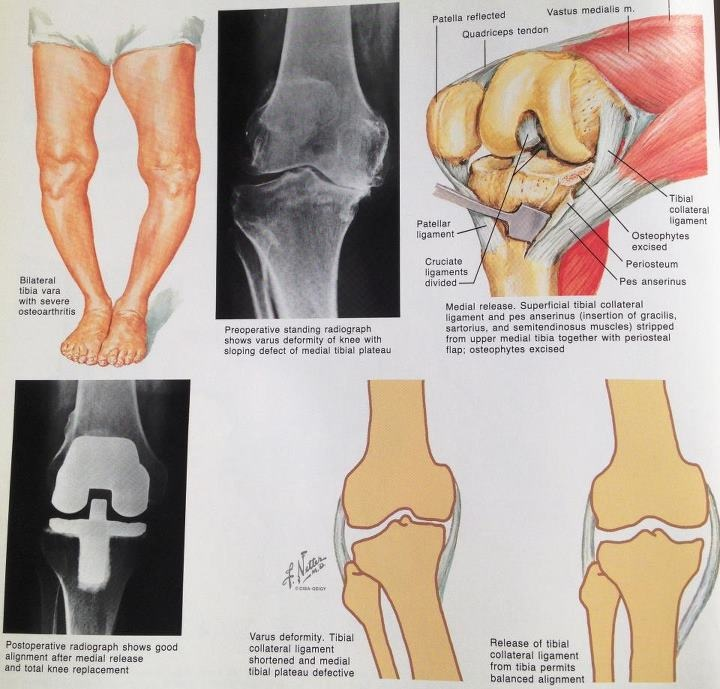 Patella reflected
Quadriceps tendon
Vastus medialis m.
Patellar
ligament
Cruciate
ligaments
divided
Tibial
collateral
ligament
Osteophytes
excised
Periosteum
Pes anserinus
Bilateral
tibia vara
with severe
osteoarthritis
Preoperative standing radiograph
shows varus deformity of knee with
sloping defect of medial tibial plateau
Medial release. Superficial tibial collateral
ligament and pes anserinus (insertion of gracilis,
sartorius, and semitendinosus muscles) stripped
from upper medial tibia together with periosteal
flap; osteophytes excised
Postoperative radiograph shows good
alignment after medial release
and total knee replacement
F. Netter
M.D.
©CIBA-GEIGY
Varus deformity. Tibial
collateral ligament
shortened and medial
tibial plateau defective
Release of tibial
collateral ligament
from tibia permits
balanced alignment